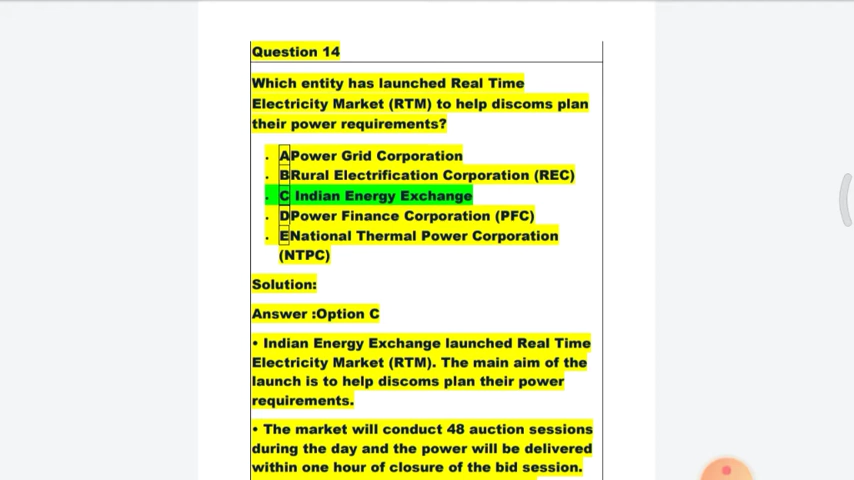 Question 14
Which entity has launched Real Time
Electricity Market (RTM) to help discoms plan
their power requirements?
. APower Grid Corporation
. BRural Electrification Corporation (REC)
. C Indian Energy Exchange
. DPower Finance Corporation (PFC)
. ENational Thermal Power Corporation
(NTPC)
Solution:
Answer :Option C
• Indian Energy Exchange launched Real Time
Electricity Market (RTM). The main aim of the
launch is to help discoms plan their power
requirements.
• The market will conduct 48 auction sessions
during the day and the power will be delivered
within one hour of closure of the bid session.